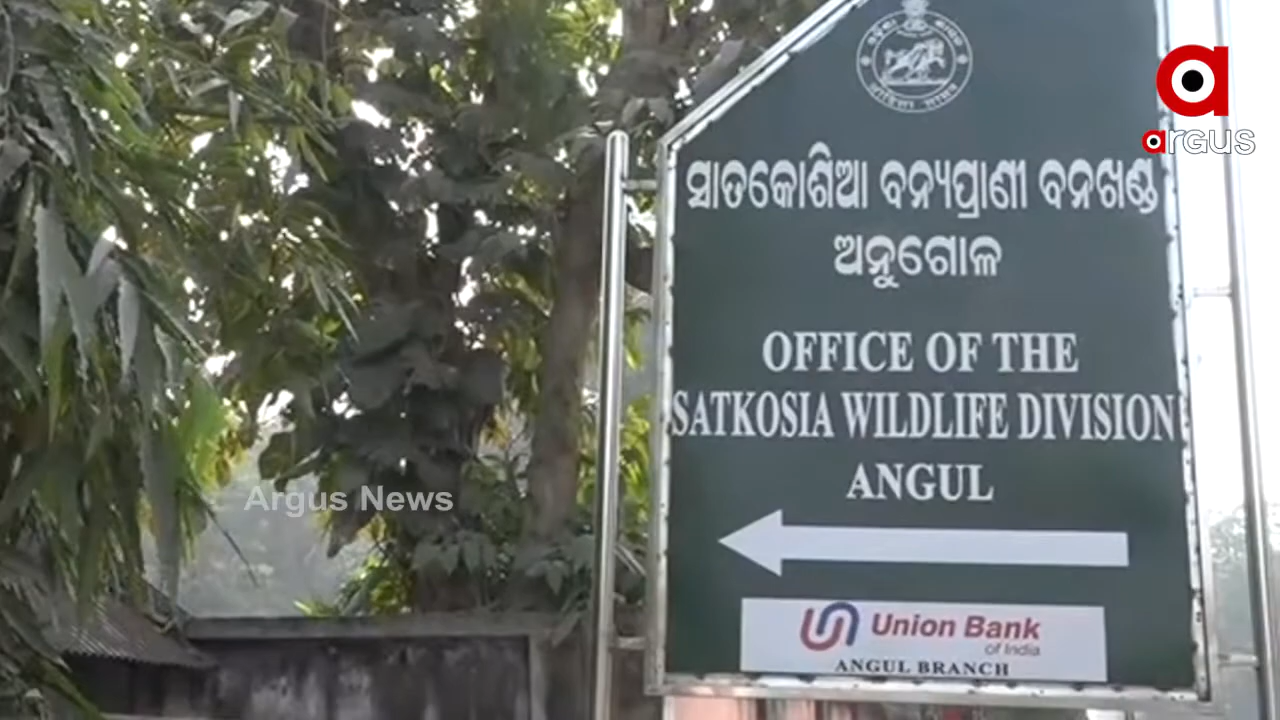 argus
ସାତକୋଶିଆ ବନ୍ୟପ୍ରାଣୀ ବନଖଣ୍ଡ
ଅନୁଗୋଳ
OFFICE OF THE
SATKOSIA WILDLIFE DIVISION
ANGUL
Argus News
Union Bank
of India
ANGUL BRANCH